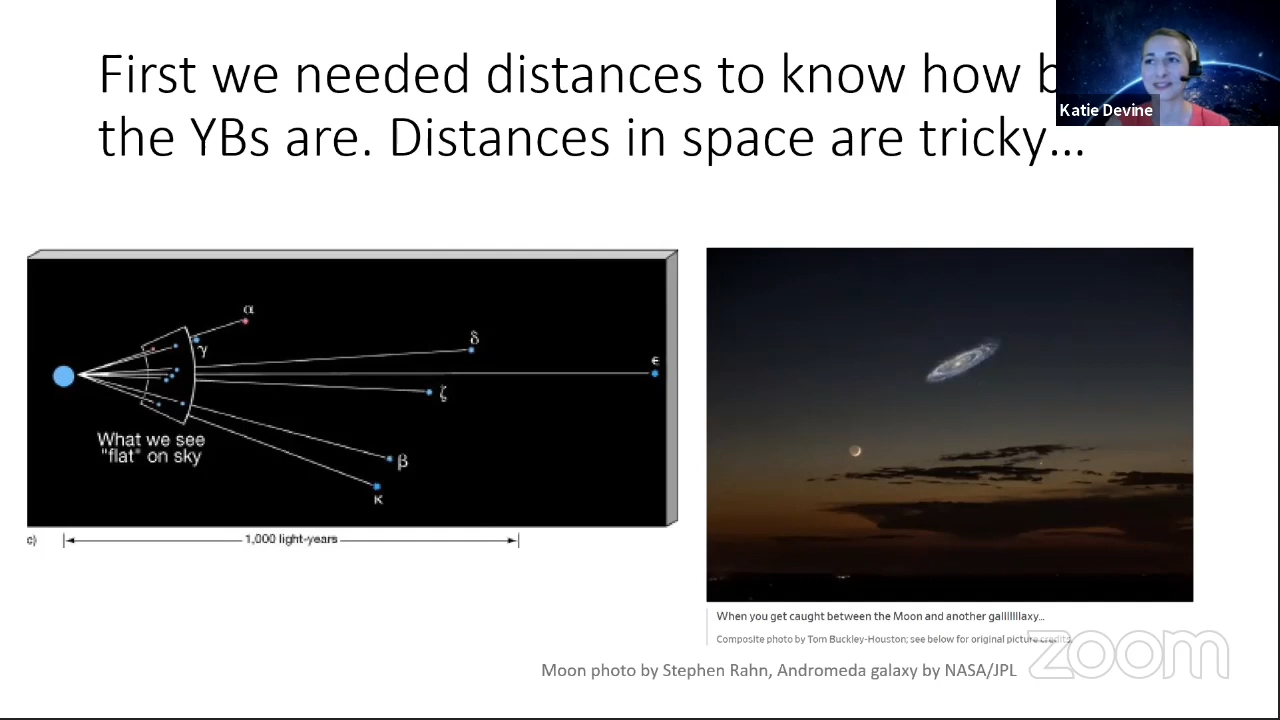 First we needed distances to know how b
the YBs are. Distances in space are tricky...
Katie Devine
α
γ
δ
ϵ
ζ
β
κ
What we see
"flat" on sky
c)
1,000 light-years
When you get caught between the Moon and another gallllllaxy...
Composite photo by Tom Buckley-Houston; see below for original picture credits.
Moon photo by Stephen Rahn, Andromeda galaxy by NASA/JPL
zoom